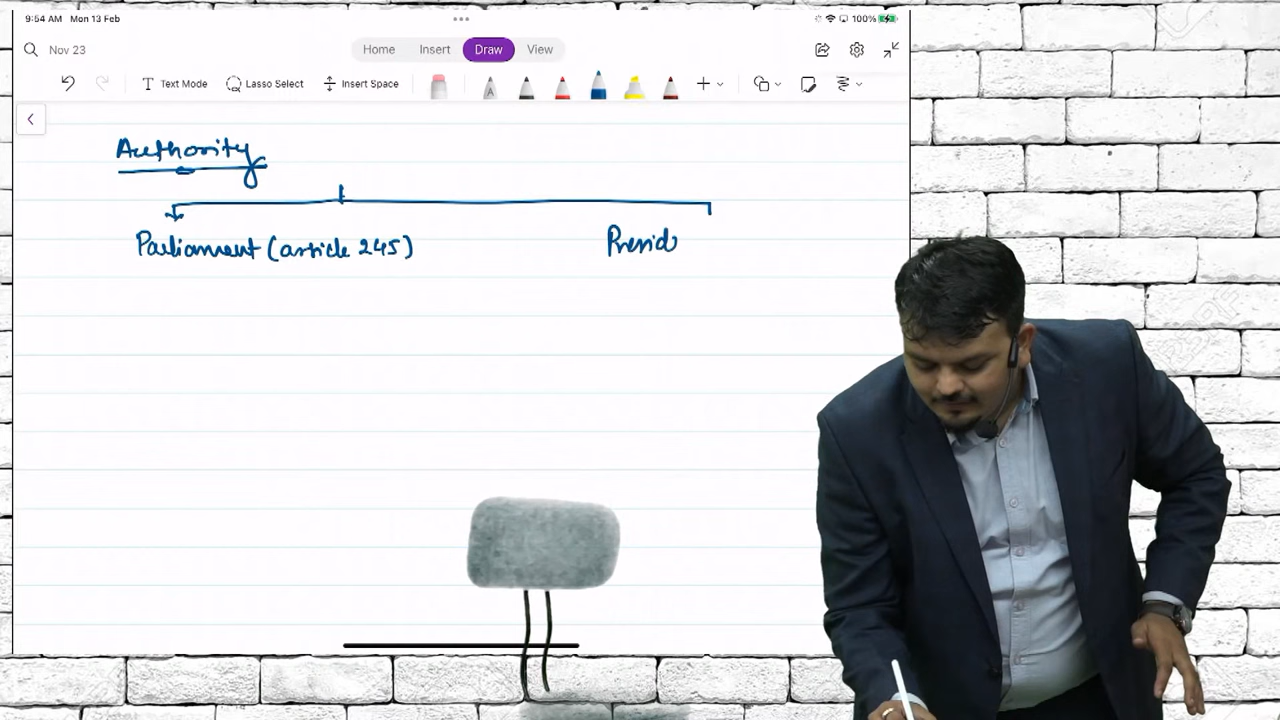 9:54 AM Mon 13 Feb
100%
Nov 23
Home Insert Draw View
Text Mode Lasso Select Insert Space
Authority
Parliament (article 245) Presid